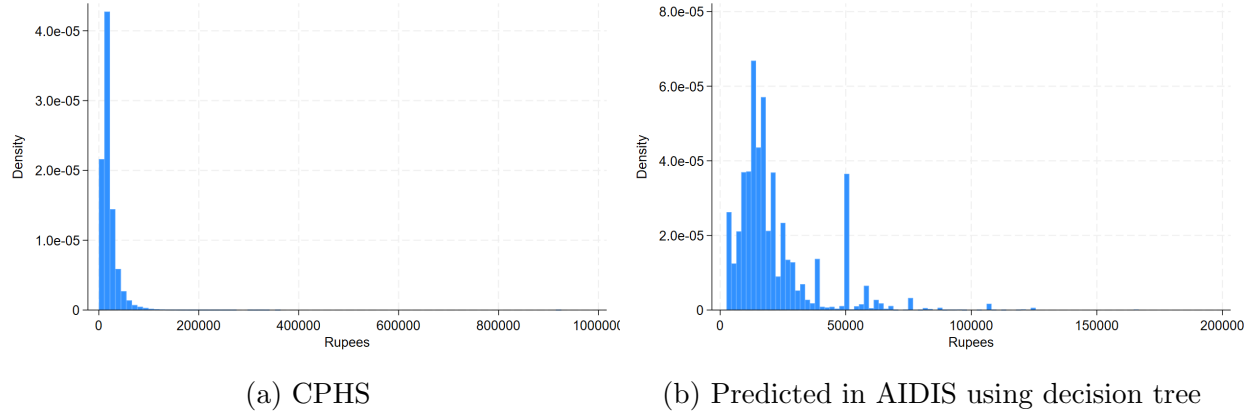 4.0e-05
3.0e-05
2.0e-05
1.0e-05
0
Density
0 200000 400000 600000 800000 1000000
Rupees
(a) CPHS
8.0e-05
6.0e-05
4.0e-05
2.0e-05
0
Density
0 50000 100000 150000 200000
Rupees
(b) Predicted in AIDIS using decision tree